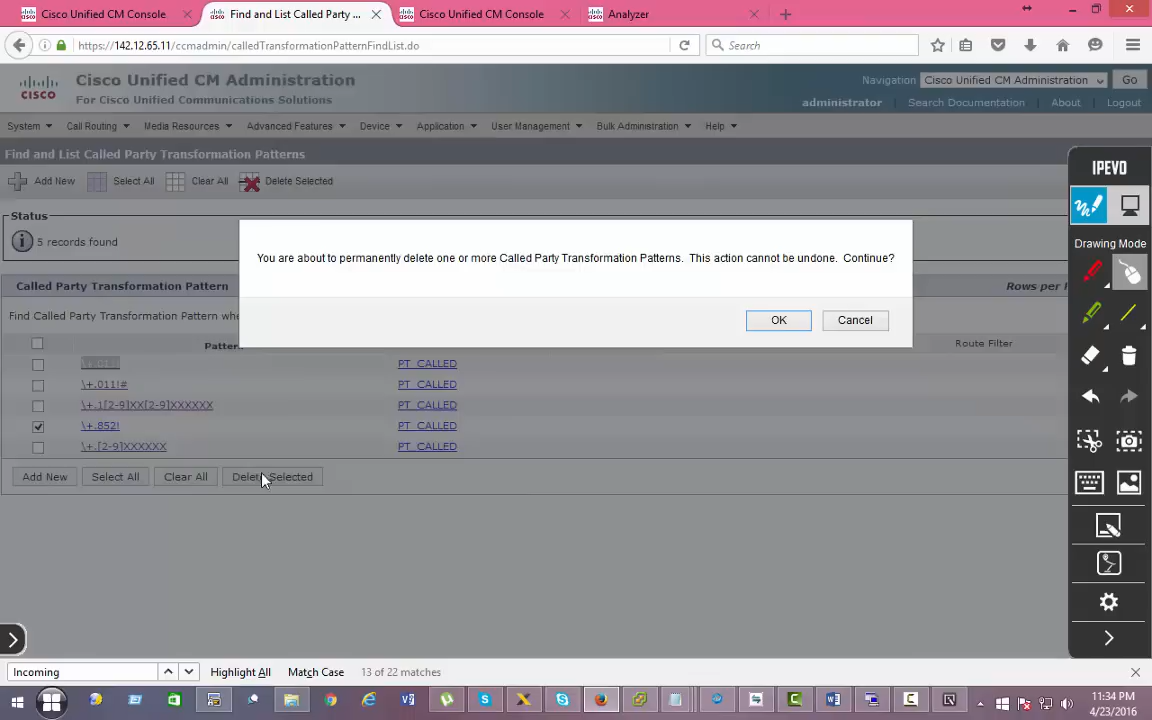 Cisco Unified CM Console
Find and List Called Party ...
Cisco Unified CM Console
Analyzer
https://142.12.65.11/ccmadmin/calledTransformationPatternFindList.do
Search
CISCO
Cisco Unified CM Administration
For Cisco Unified Communications Solutions
Navigation Cisco Unified CM Administration Go
administrator Search Documentation About Logout
System Call Routing Media Resources Advanced Features Device Application User Management Bulk Administration Help
Find and List Called Party Transformation Patterns
Add New Select All Clear All Delete Selected
Status
5 records found
You are about to permanently delete one or more Called Party Transformation Patterns. This action cannot be undone. Continue?
OK Cancel
Called Party Transformation Pattern
Rows per
Find Called Party Transformation Pattern whe
Pattern
Route Filter
PT_CALLED
\+.011!# PT_CALLED
\+.1[2-9]XX[2-9]XXXXXX PT_CALLED
\+.852! PT_CALLED
\+.[2-9]XXXXXX PT_CALLED
Add New Select All Clear All Delete Selected
IPEVO
Drawing Mode
Incoming
Highlight All Match Case 13 of 22 matches
11:34 PM
4/23/2016